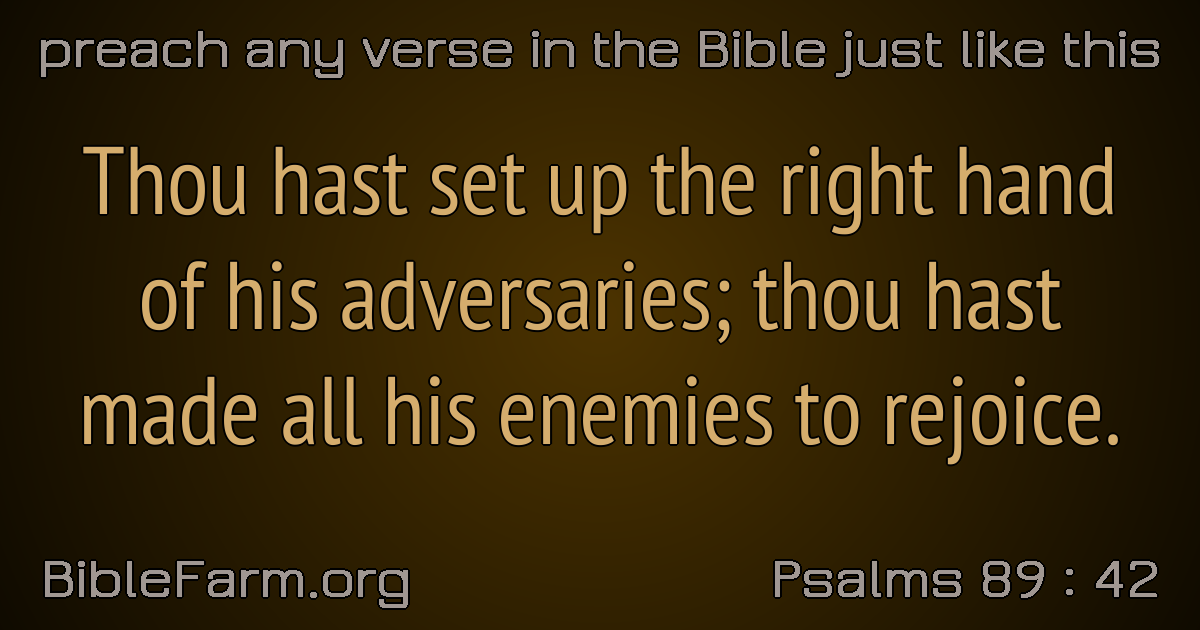 preach any verse in the Bible just like this
Thou hast set up the right hand
of his adversaries; thou hast
made all his enemies to rejoice.
BibleFarm.org
Psalms 89 : 42